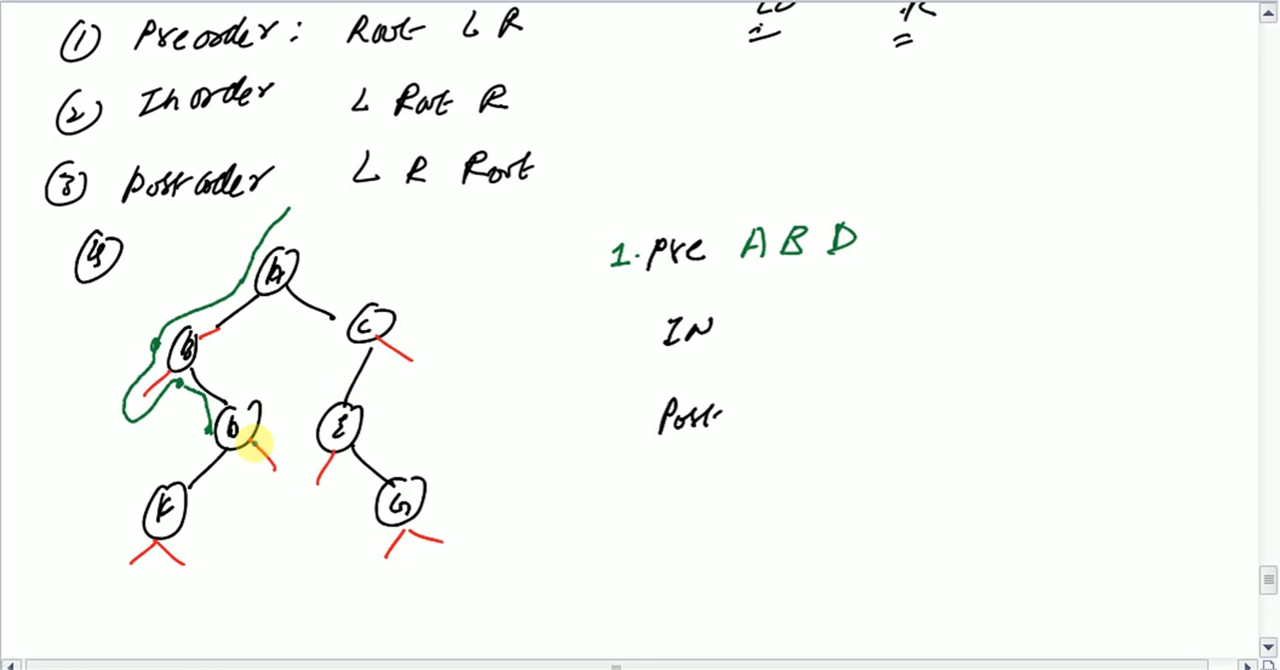 ① Preorder: Root L R
② Inorder L Root R
③ postorder L R Root
④
A
B
C
D
E
F
G
1. pre A B D
IN
Post